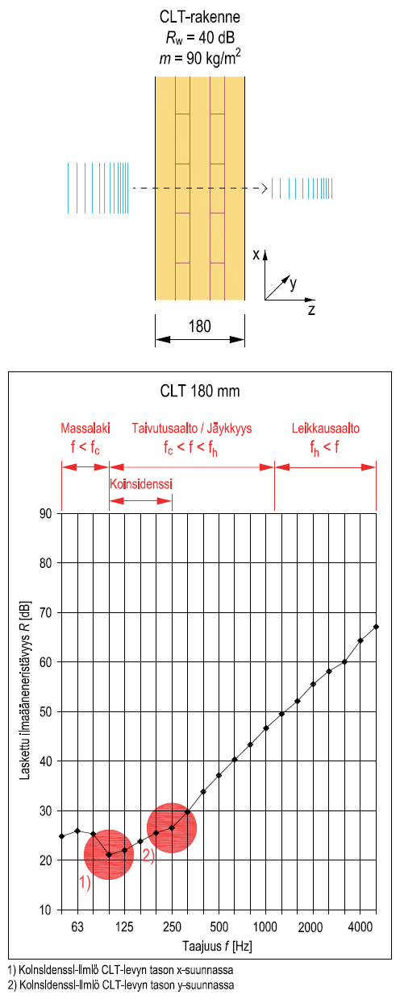 CLT-rakenne
Rw = 40 dB
m = 90 kg/m²
x
y
z
180
CLT 180 mm
Massalaki
f < fc
Taivutusaalto / Jäykkyys
fc < f < fh
Leikkausaalto
fh < f
Koinsidenssi
Laskettu ilmaääneneristävyys R [dB]
90
80
70
60
50
40
30
20
10
1)
2)
63 125 250 500 1000 2000 4000
Taajuus f [Hz]
1) Koinsidenssi-ilmiö CLT-levyn tason x-suunnassa
2) Koinsidenssi-ilmiö CLT-levyn tason y-suunnassa